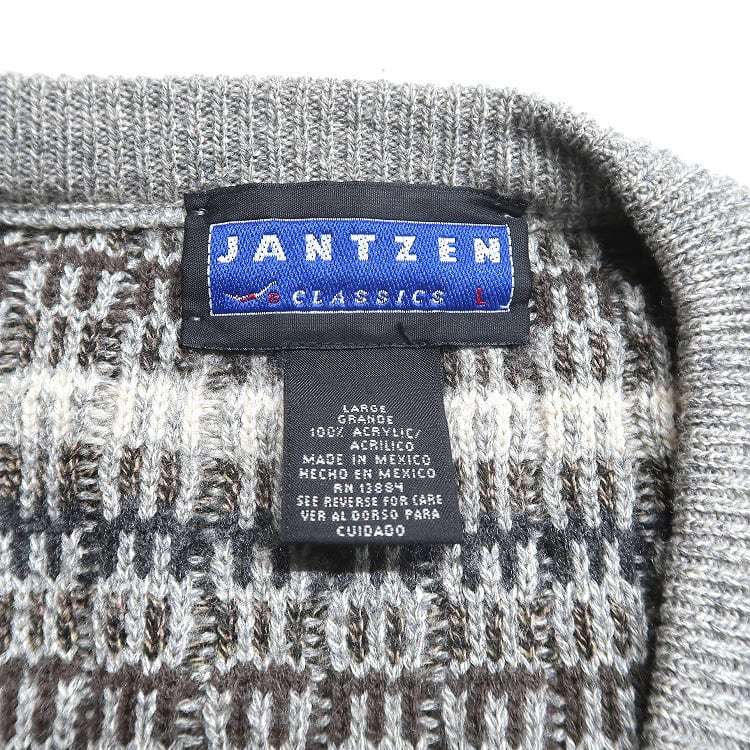 JANTZEN
CLASSICS L
LARGE
GRANDE
100% ACRYLIC/
ACRILICO
MADE IN MEXICO
HECHO EN MEXICO
RN 13884
SEE REVERSE FOR CARE
VER AL DORSO PARA
CUIDADO